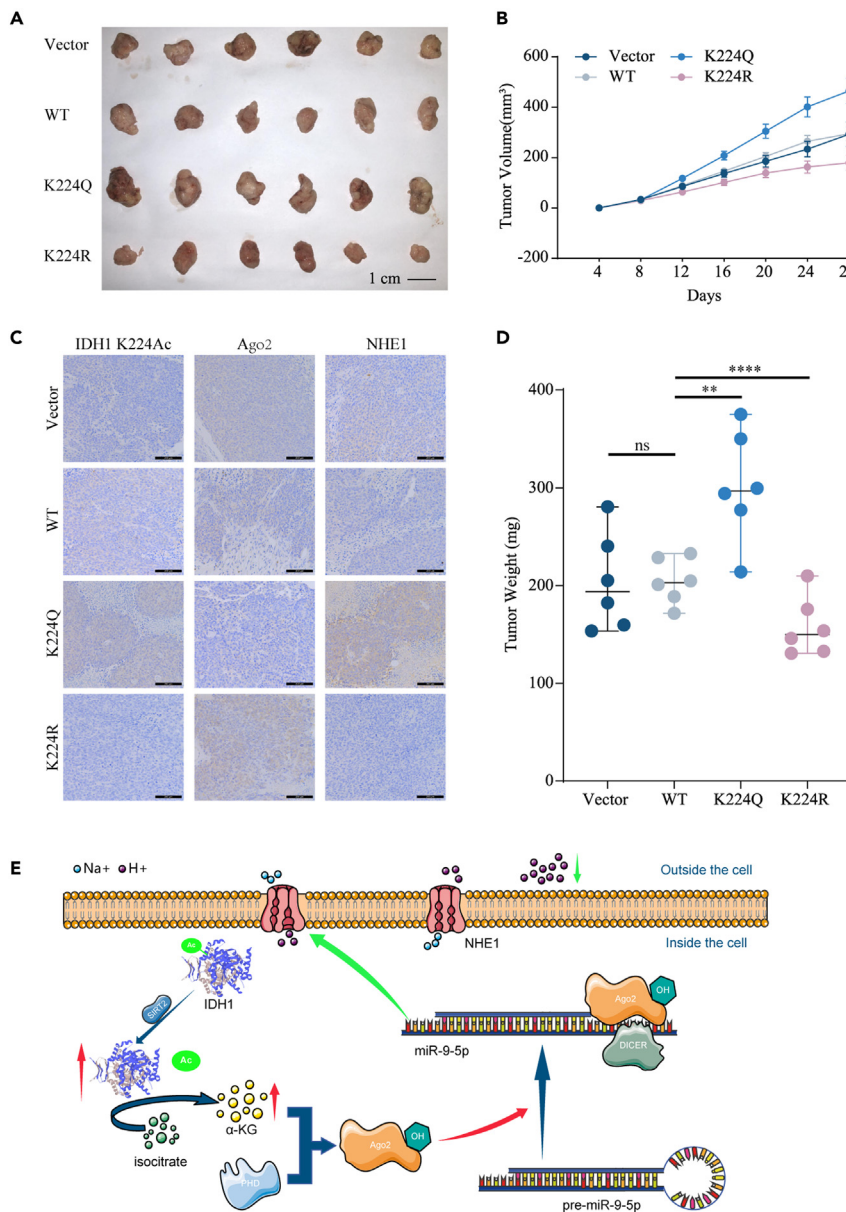 A
Vector
WT
K224Q
K224R
1 cm
B
Vector
WT
K224Q
K224R
Tumor Volume(mm³)
600
400
200
0
-200
4 8 12 16 20 24
Days
C
IDH1 K224Ac Ago2 NHE1
Vector
WT
K224Q
K224R
D
****
**
ns
Tumor Weight (mg)
400
300
200
100
0
Vector WT K224Q K224R
E
Na+ H+
Outside the cell
Inside the cell
NHE1
Ac
IDH1
SIRT2
Ac
isocitrate
α-KG
PHD
Ago2
OH
miR-9-5p
Ago2
OH
DICER
pre-miR-9-5p